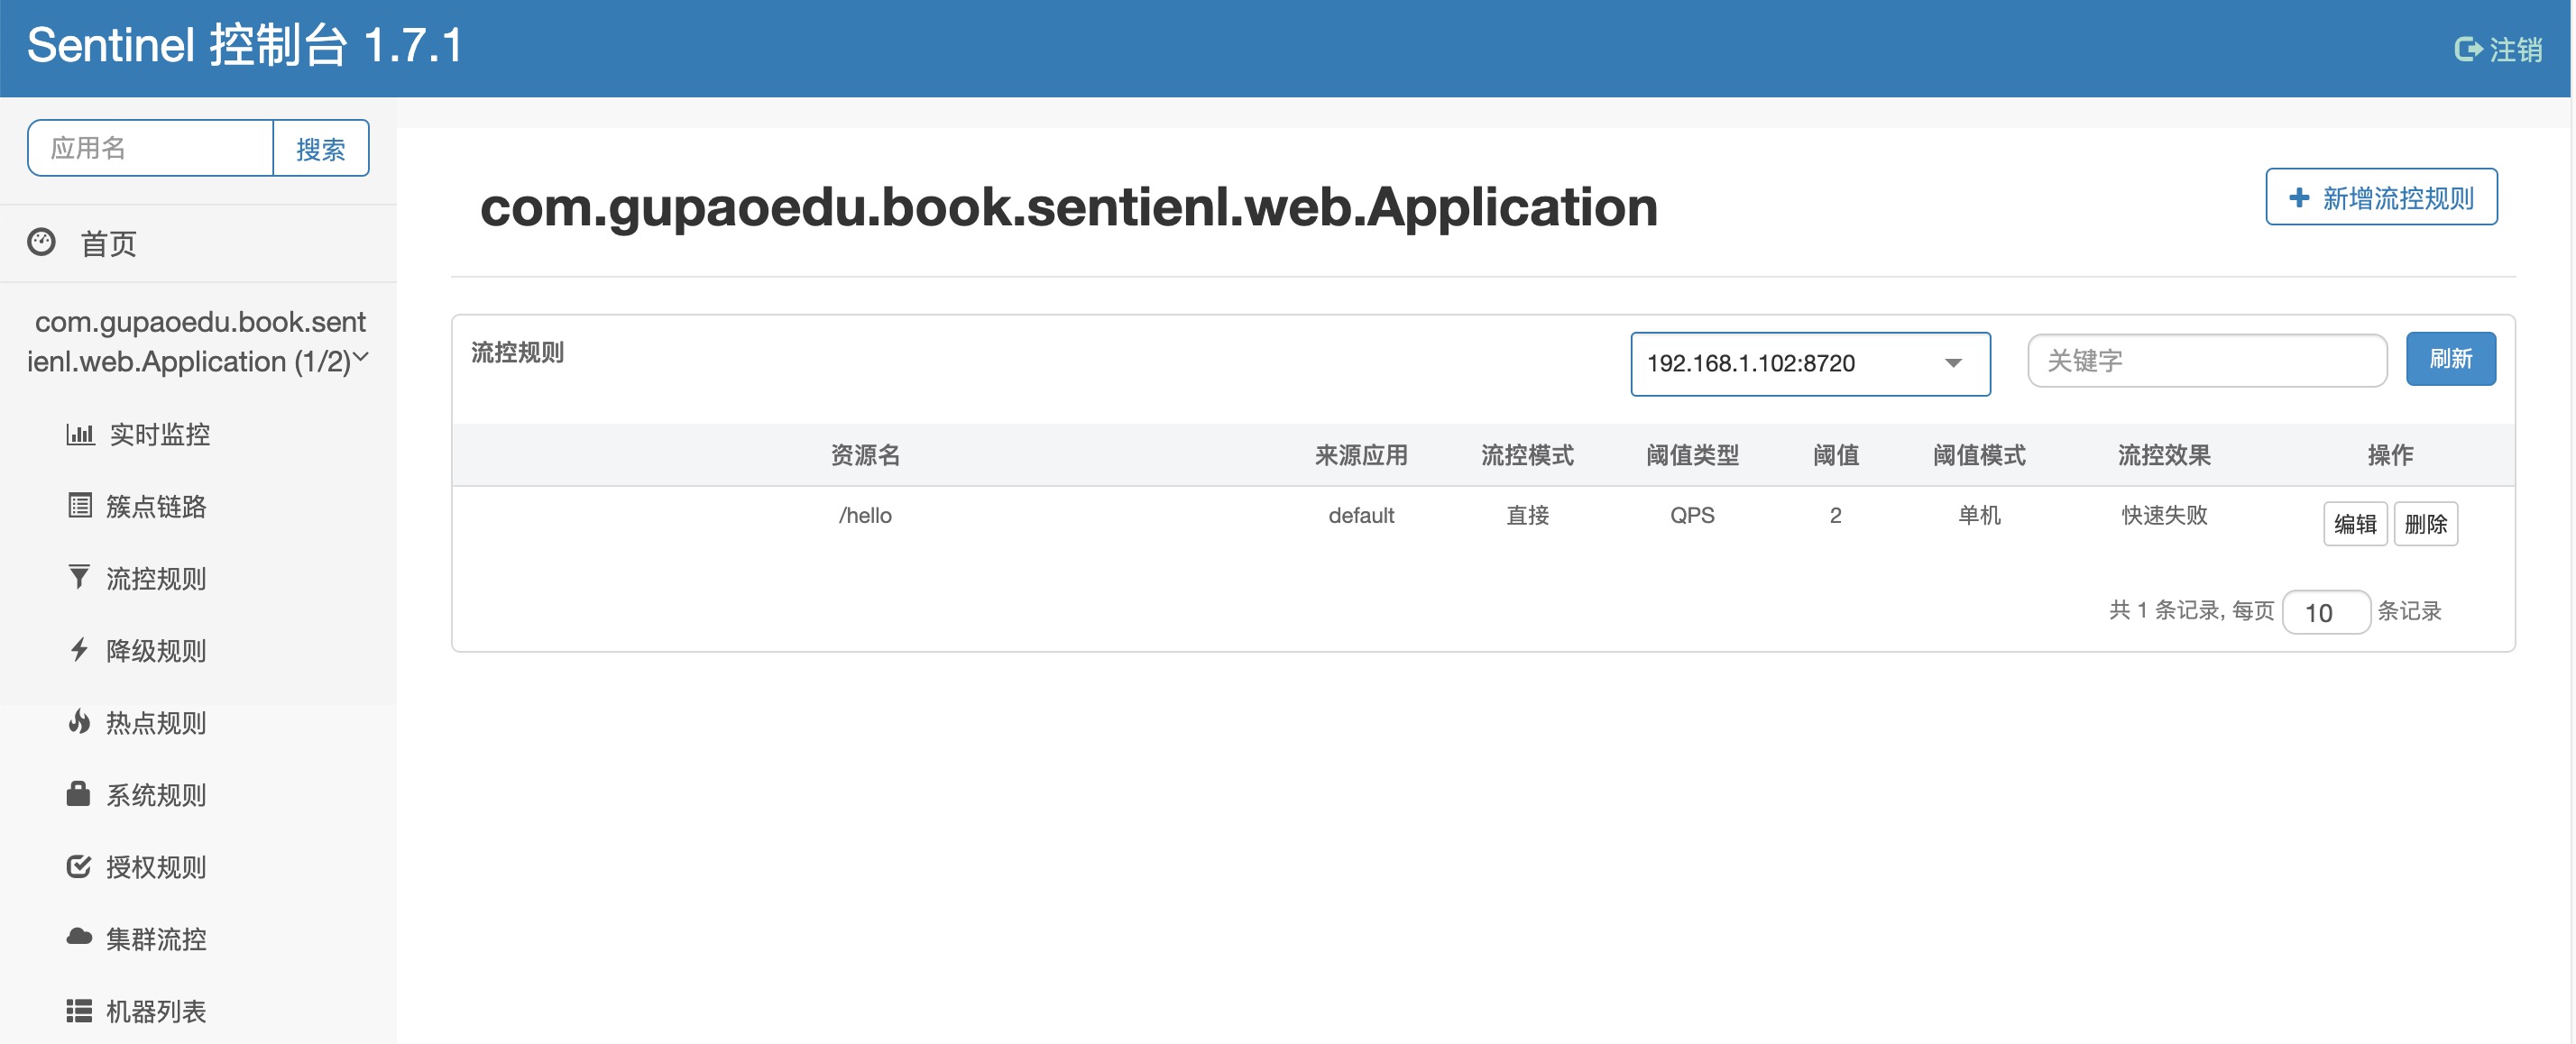 Sentinel 控制台 1.7.1
注销
应用名
搜索
首页
com.gupaoedu.book.sent
ienl.web.Application (1/2)
实时监控
簇点链路
流控规则
降级规则
热点规则
系统规则
授权规则
集群流控
机器列表
com.gupaoedu.book.sentienl.web.Application
新增流控规则
流控规则
192.168.1.102:8720
关键字
刷新
资源名 来源应用 流控模式 阈值类型 阈值 阈值模式 流控效果 操作
/hello default 直接 QPS 2 单机 快速失败 编辑 删除
共 1 条记录, 每页 10 条记录